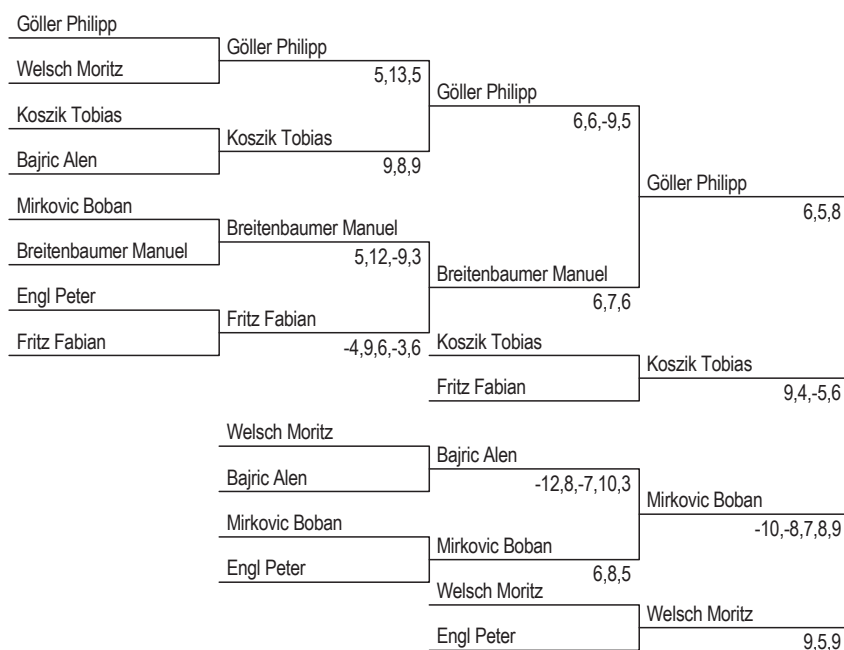 Göller Philipp
Göller Philipp
Welsch Moritz
5,13,5
Göller Philipp
Koszik Tobias
6,6,-9,5
Koszik Tobias
Bajric Alen
9,8,9
Göller Philipp
Mirkovic Boban
6,5,8
Breitenbaumer Manuel
Breitenbaumer Manuel
5,12,-9,3
Breitenbaumer Manuel
Engl Peter
6,7,6
Fritz Fabian
Fritz Fabian
-4,9,6,-3,6
Koszik Tobias
Koszik Tobias
Fritz Fabian
9,4,-5,6
Welsch Moritz
Bajric Alen
Bajric Alen
-12,8,-7,10,3
Mirkovic Boban
Mirkovic Boban
-10,-8,7,8,9
Mirkovic Boban
Engl Peter
6,8,5
Welsch Moritz
Welsch Moritz
Engl Peter
9,5,9